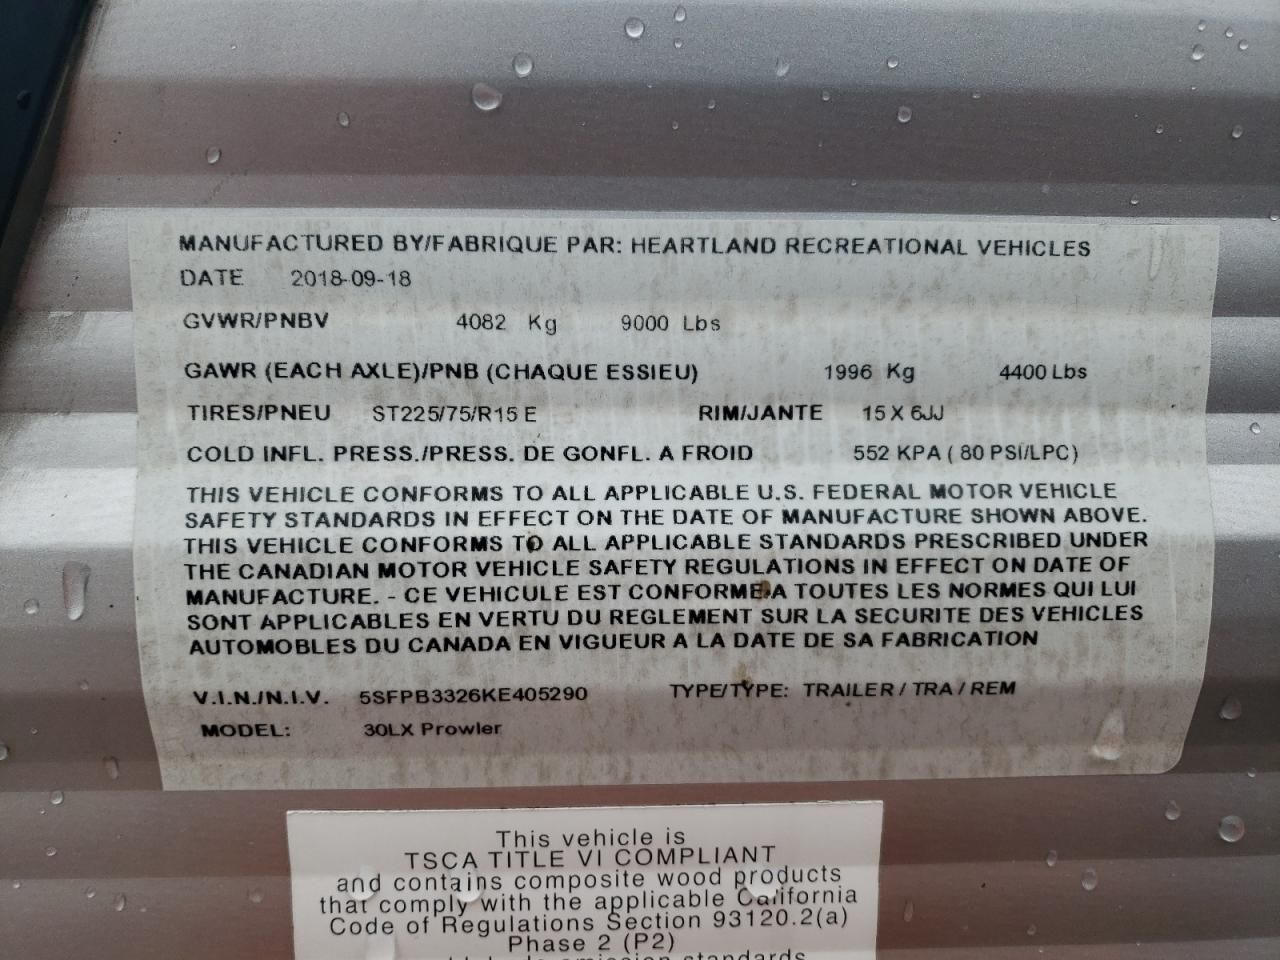 MANUFACTURED BY/FABRIQUE PAR: HEARTLAND RECREATIONAL VEHICLES
DATE 2018-09-18
GVWR/PNBV 4082 Kg 9000 Lbs
GAWR (EACH AXLE)/PNB (CHAQUE ESSIEU) 1996 Kg 4400 Lbs
TIRES/PNEU ST225/75/R15 E RIM/JANTE 15 X 6JJ
COLD INFL. PRESS./PRESS. DE GONFL. A FROID 552 KPA ( 80 PSI/LPC)
THIS VEHICLE CONFORMS TO ALL APPLICABLE U.S. FEDERAL MOTOR VEHICLE
SAFETY STANDARDS IN EFFECT ON THE DATE OF MANUFACTURE SHOWN ABOVE.
THIS VEHICLE CONFORMS TO ALL APPLICABLE STANDARDS PRESCRIBED UNDER
THE CANADIAN MOTOR VEHICLE SAFETY REGULATIONS IN EFFECT ON DATE OF
MANUFACTURE. - CE VEHICULE EST CONFORME A TOUTES LES NORMES QUI LUI
SONT APPLICABLES EN VERTU DU REGLEMENT SUR LA SECURITE DES VEHICLES
AUTOMOBLES DU CANADA EN VIGUEUR A LA DATE DE SA FABRICATION
V.I.N./N.I.V. 5SFPB3326KE405290 TYPE/TYPE: TRAILER / TRA / REM
MODEL: 30LX Prowler
This vehicle is
TSCA TITLE VI COMPLIANT
and contains composite wood products
that comply with the applicable California
Code of Regulations Section 93120.2(a)
Phase 2 (P2)
emission standards